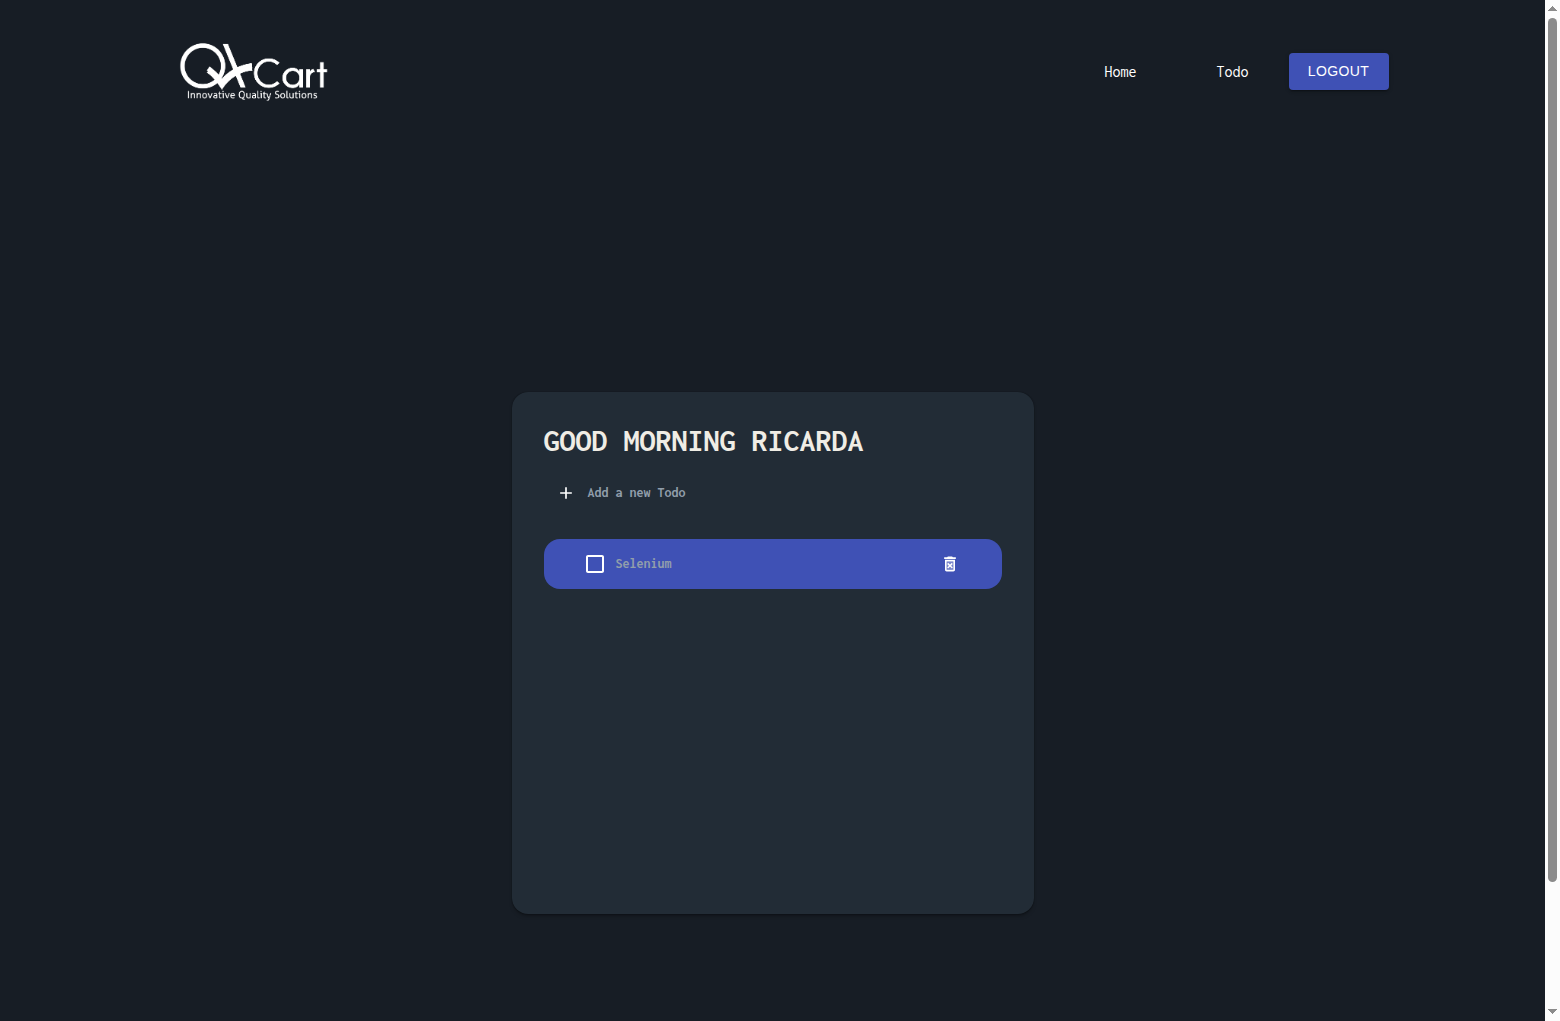 QACart
Innovative Quality Solutions
Home
Todo
LOGOUT
GOOD MORNING RICARDA
Add a new Todo
Selenium